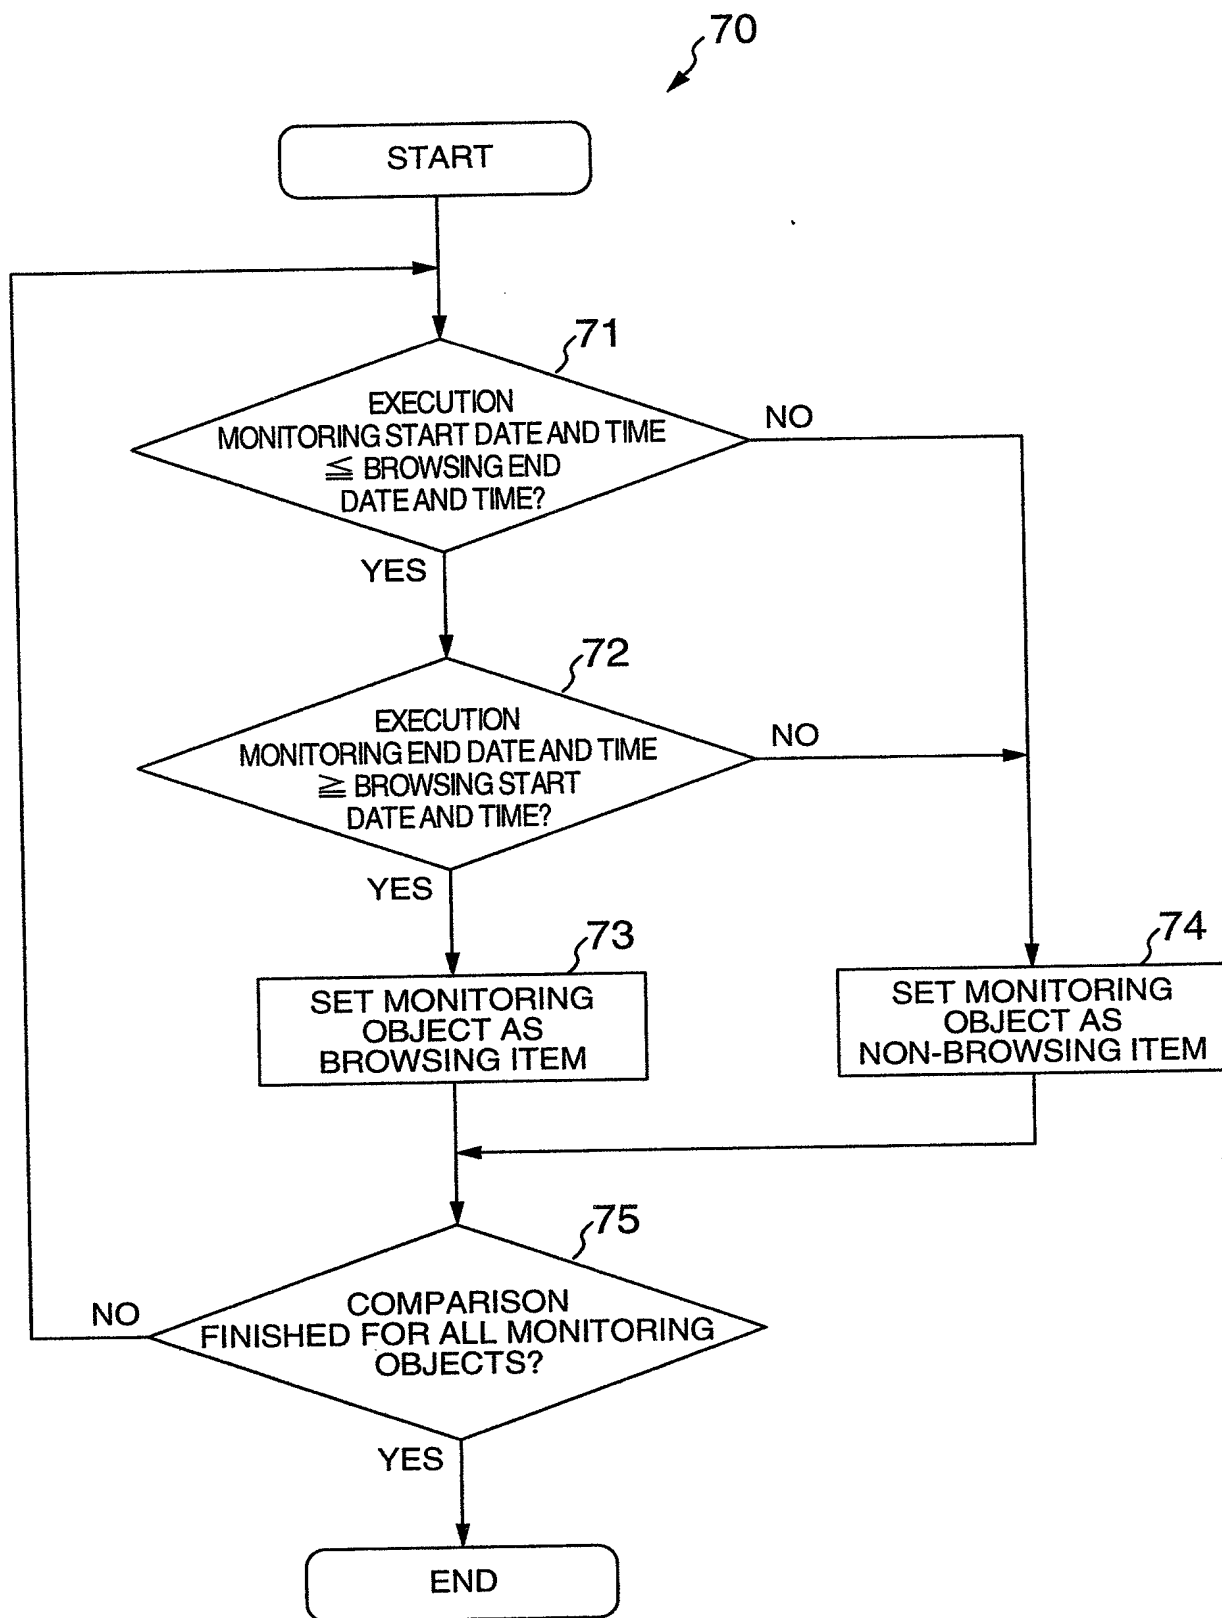 70
START
71
EXECUTION
MONITORING START DATE AND TIME
≦ BROWSING END
DATE AND TIME?
NO
YES
72
EXECUTION
MONITORING END DATE AND TIME
≧ BROWSING START
DATE AND TIME?
NO
YES
73
SET MONITORING
OBJECT AS
BROWSING ITEM
74
SET MONITORING
OBJECT AS
NON-BROWSING ITEM
75
COMPARISON
FINISHED FOR ALL MONITORING
OBJECTS?
NO
YES
END